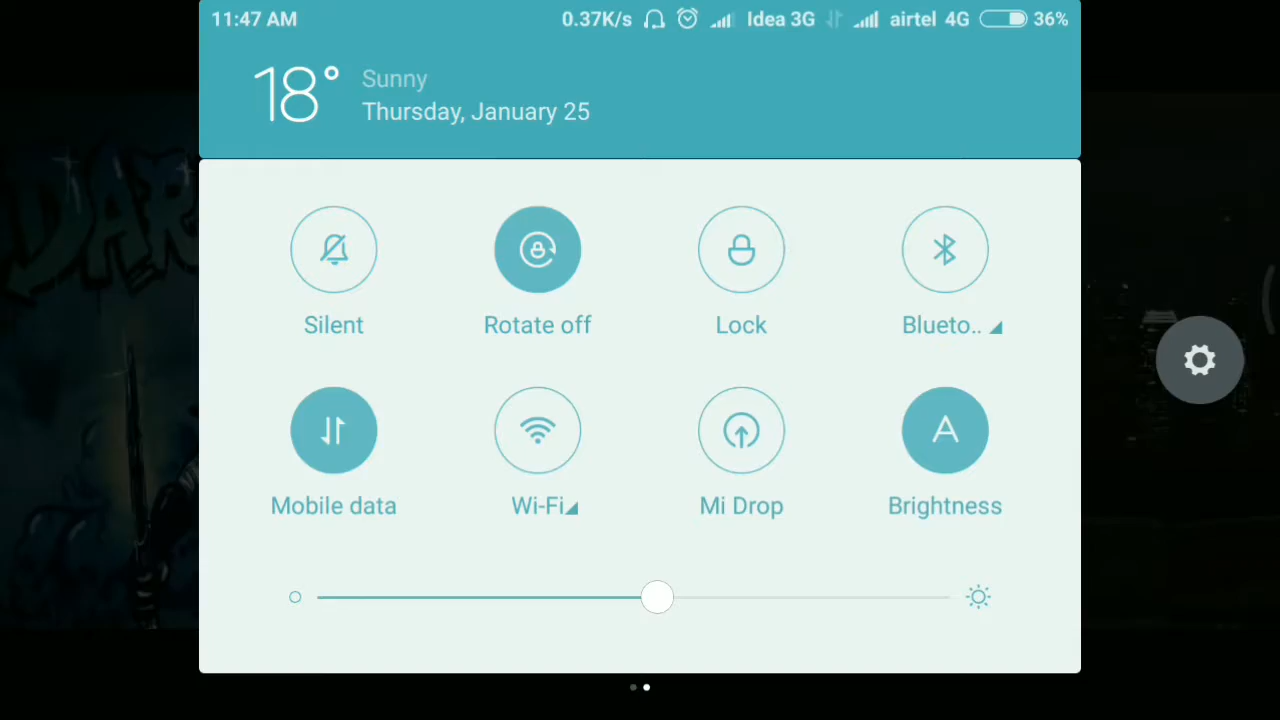 11:47 AM 0.37K/s Idea 3G airtel 4G 36%
18° Sunny
Thursday, January 25
Silent Rotate off Lock Blueto..
Mobile data Wi-Fi Mi Drop Brightness
DAR